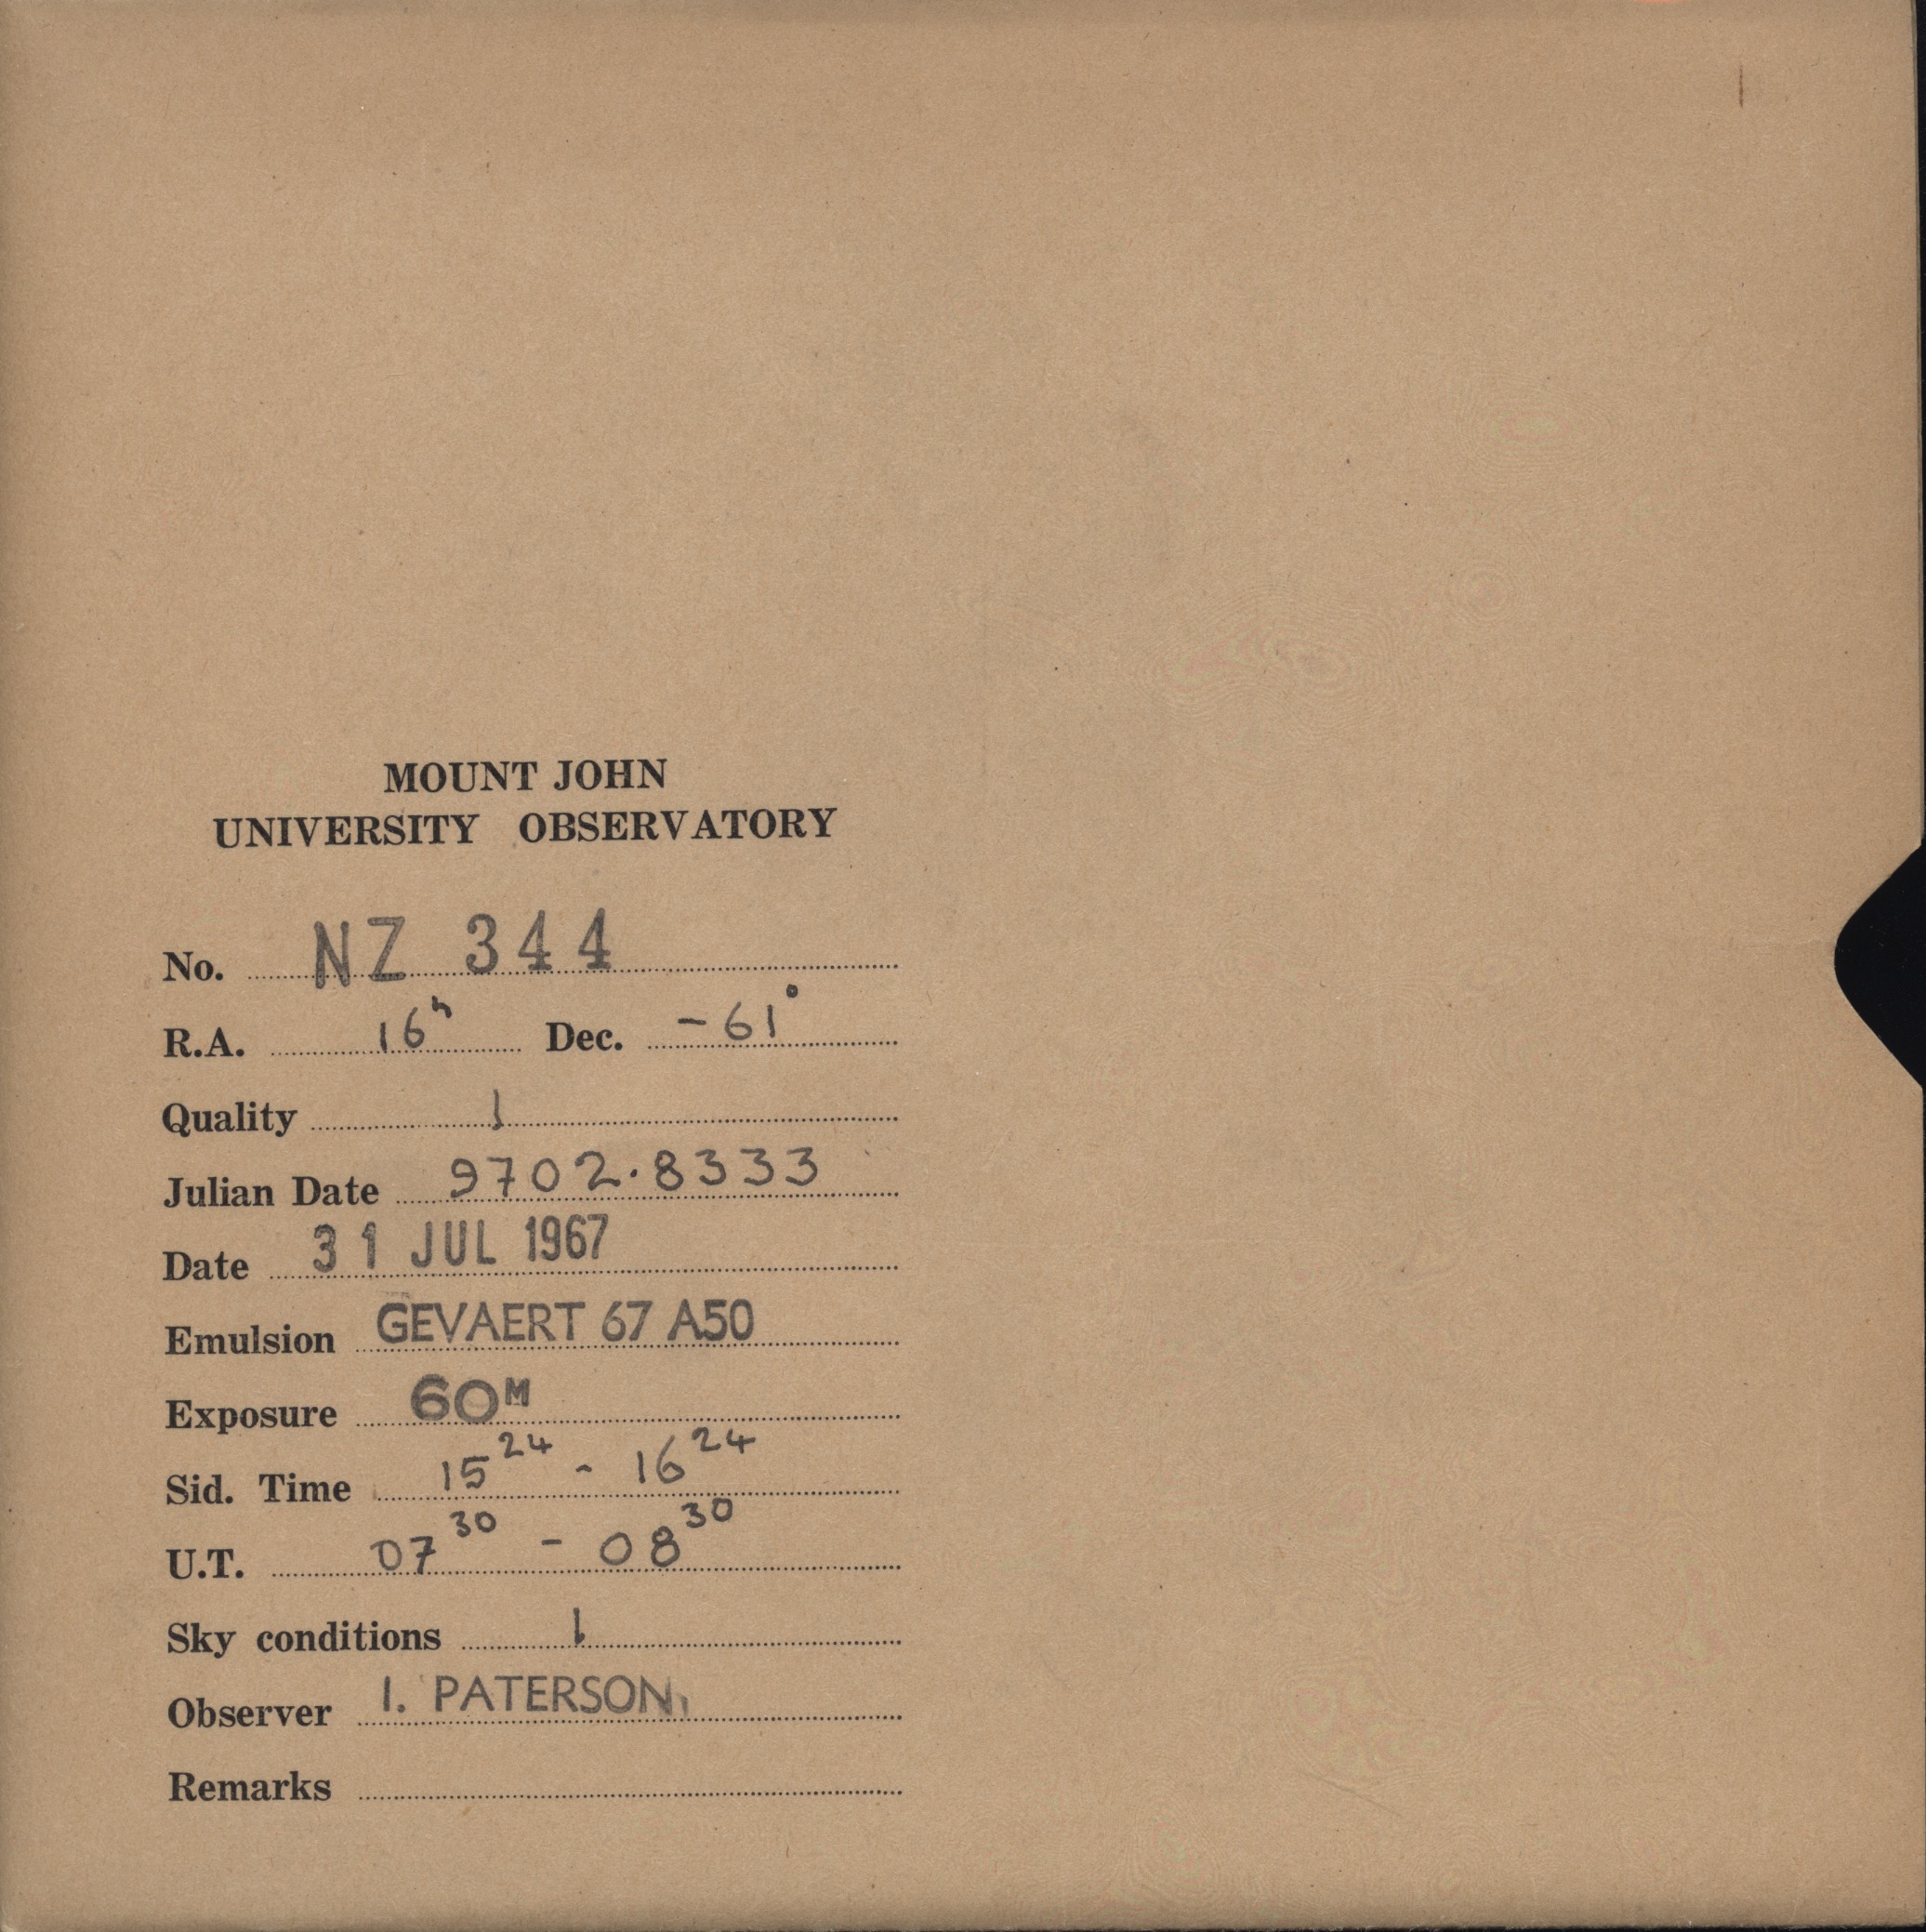 MOUNT JOHN
UNIVERSITY OBSERVATORY
No. NZ 344
R.A. 16h Dec. -61°
Quality 1
Julian Date 9702.8333
Date 31 JUL 1967
Emulsion GEVAERT 67 A50
Exposure 60M
Sid. Time 15 24 - 16 24
U.T. 07 30 - 08 30
Sky conditions 1
Observer I. PATERSON
Remarks